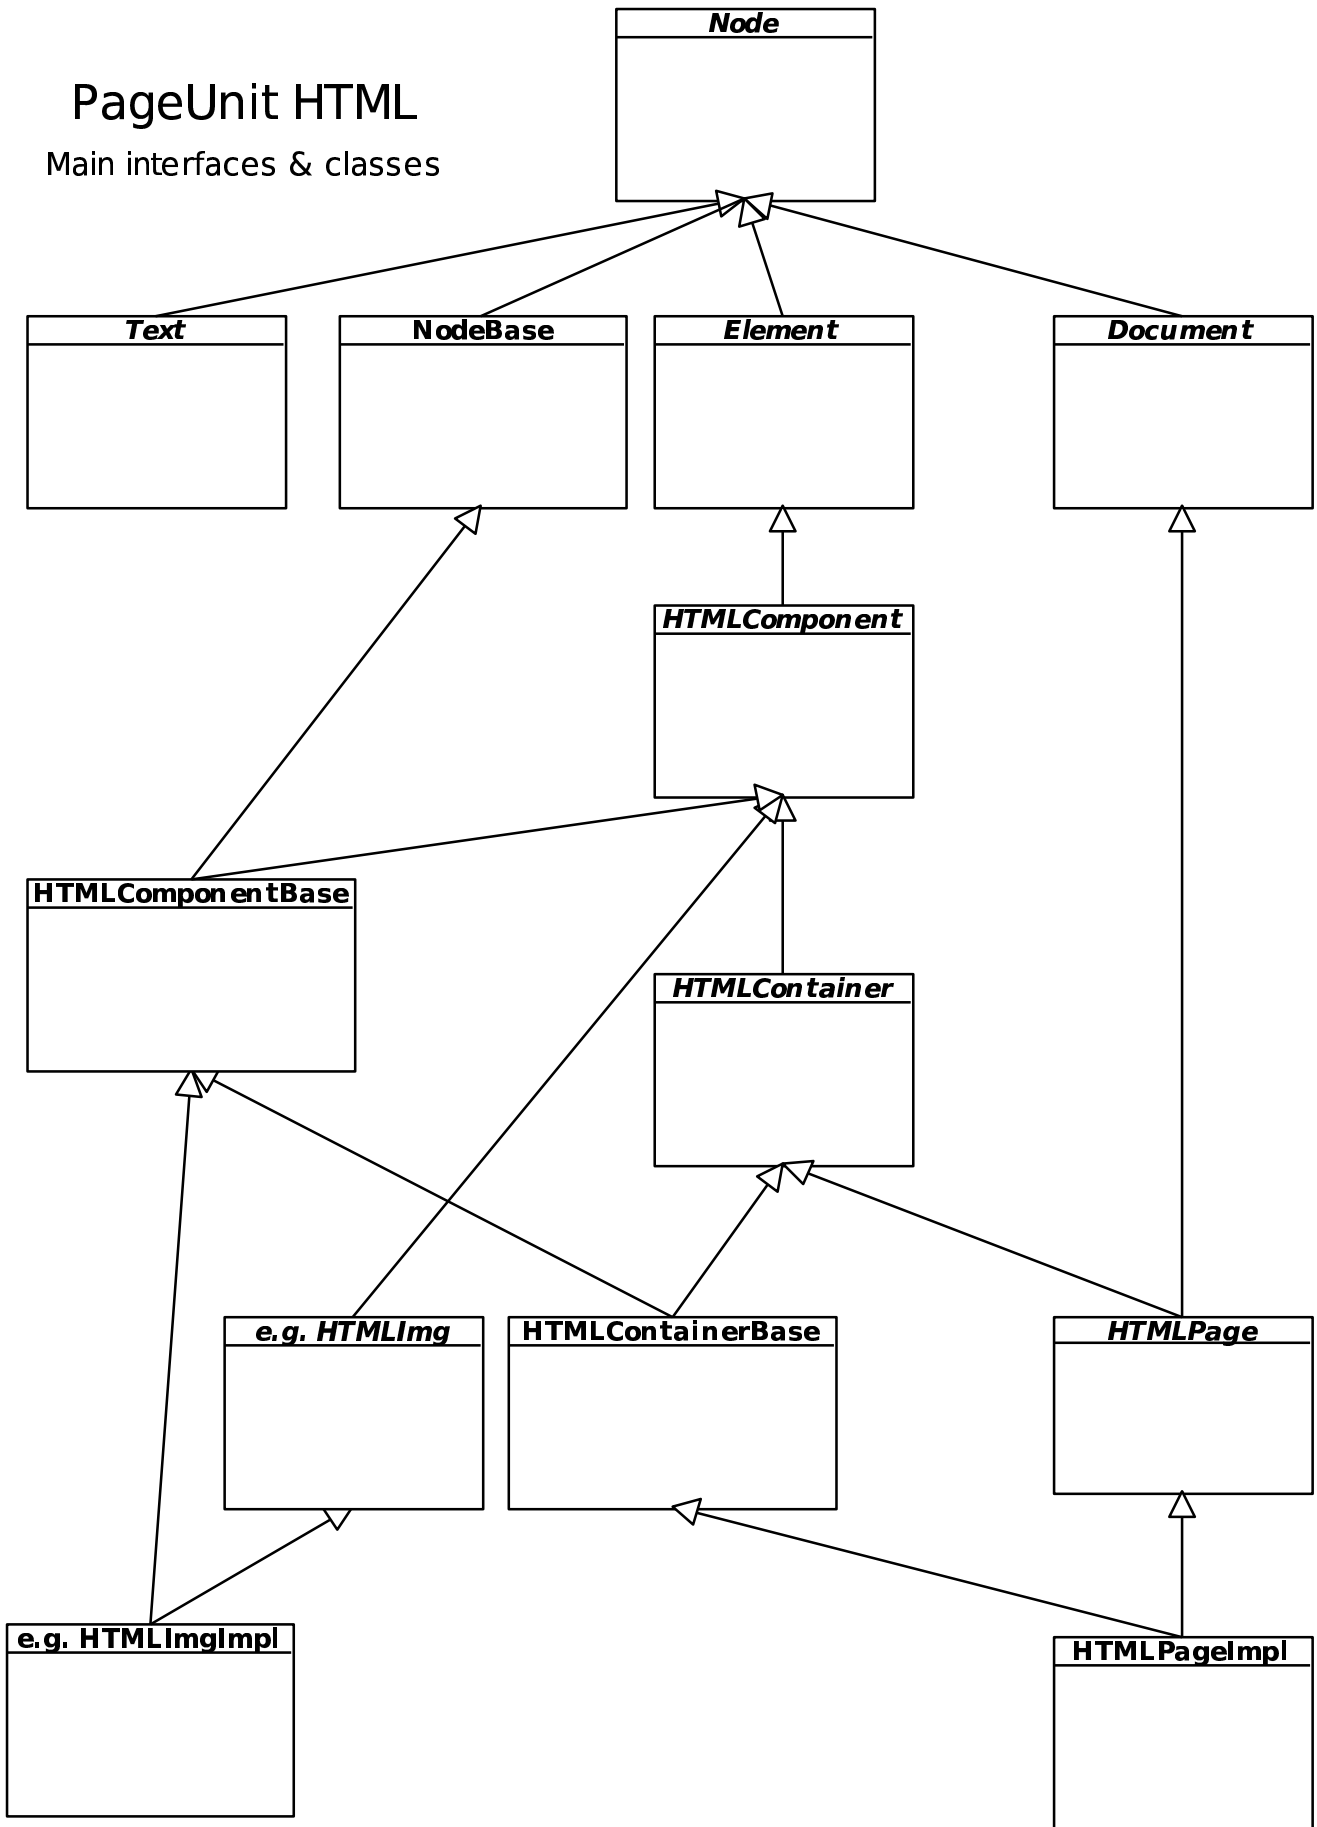 Node
PageUnit HTML
Main interfaces & classes
Text
NodeBase
Element
Document
HTMLComponent
HTMLComponentBase
HTMLContainer
e.g. HTMLImg
HTMLContainerBase
HTMLPage
e.g. HTMLImgImpl
HTMLPageImpl